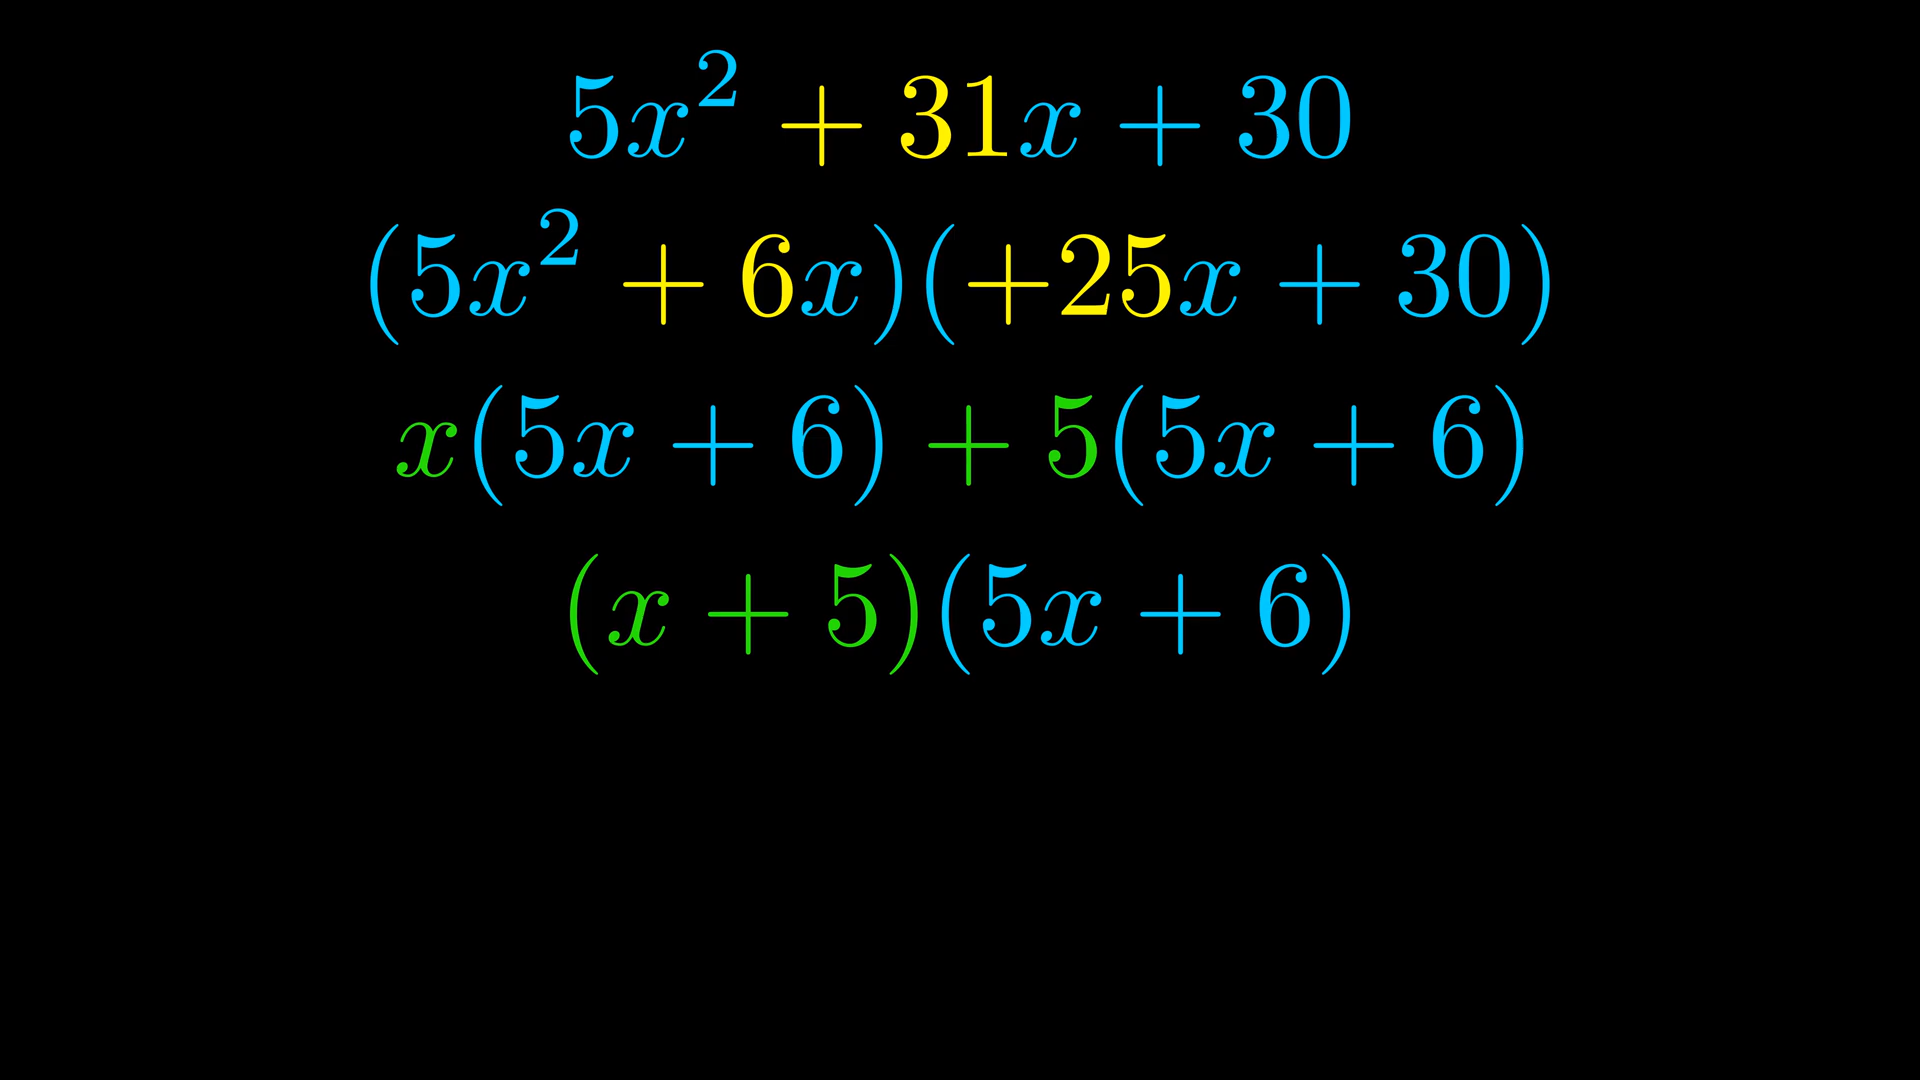 5x² + 31x + 30
(5x² + 6x)(+25x + 30)
x(5x + 6) + 5(5x + 6)
(x + 5)(5x + 6)